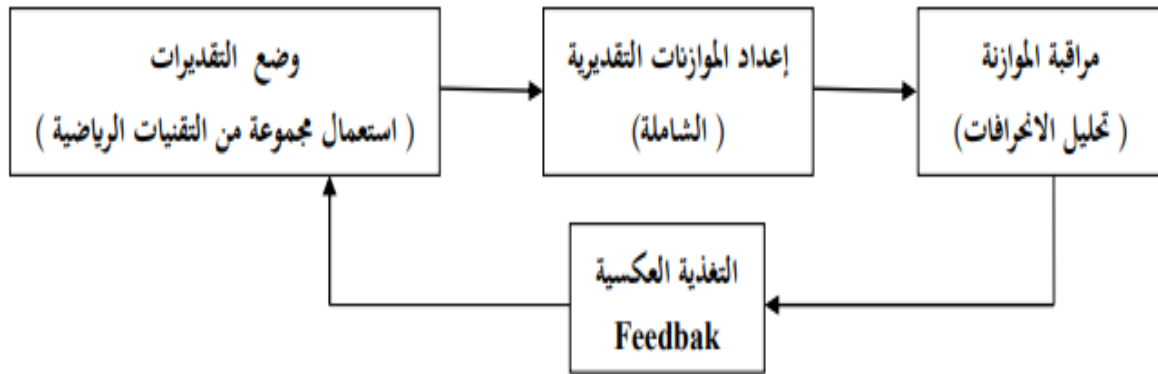 وضع التقديرات
( استعمال مجموعة من التقنيات الرياضية )
إعداد الموازنات التقديرية
( الشاملة)
مراقبة الموازنة
( تحليل الانحرافات)
التغذية العكسية
Feedbak